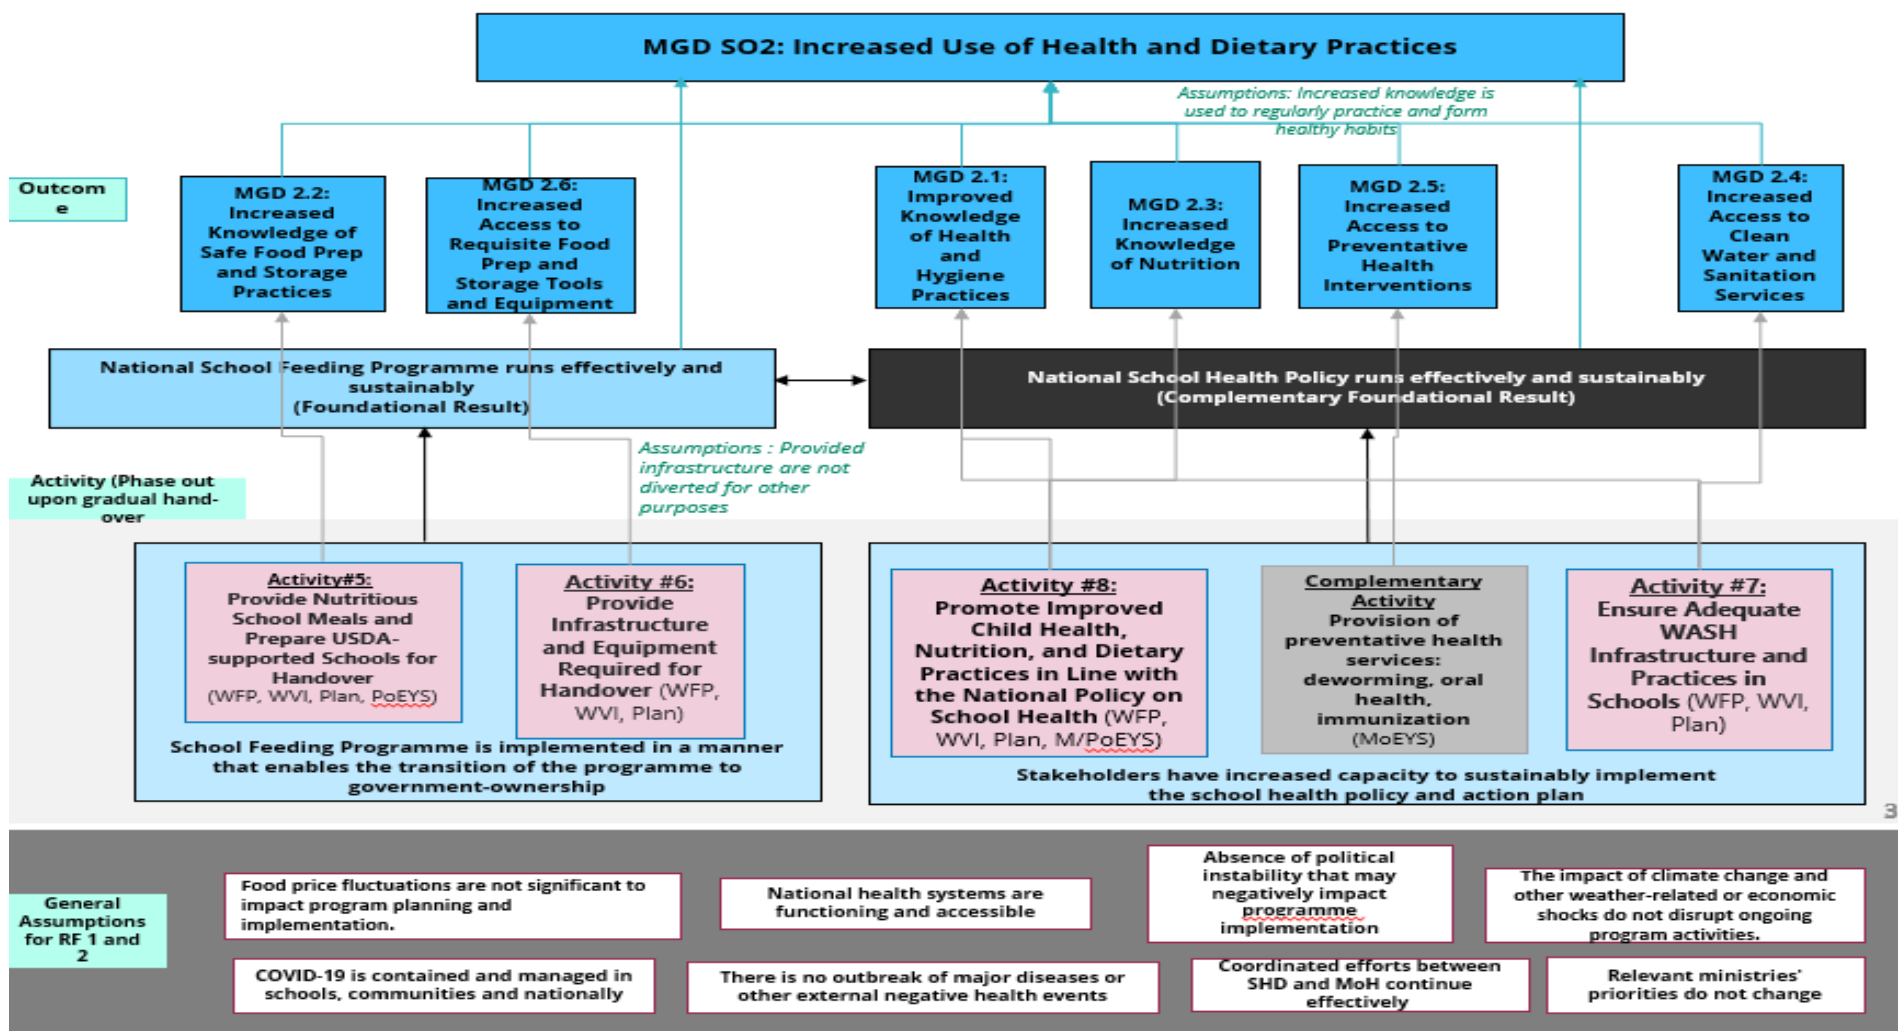 MGD SO2: Increased Use of Health and Dietary Practices
Assumptions: Increased knowledge is
used to regularly practice and form
healthy habits
Outcom
e
MGD 2.2:
Increased
Knowledge of
Safe Food Prep
and Storage
Practices
MGD 2.6:
Increased
Access to
Requisite Food
Prep and
Storage Tools
and Equipment
MGD 2.1:
Improved
Knowledge
of Health
and
Hygiene
Practices
MGD 2.3:
Increased
Knowledge
of Nutrition
MGD 2.5:
Increased
Access to
Preventative
Health
Interventions
MGD 2.4:
Increased
Access to
Clean
Water and
Sanitation
Services
National School Feeding Programme runs effectively and
sustainably
(Foundational Result)
National School Health Policy runs effectively and sustainably
(Complementary Foundational Result)
Assumptions : Provided
infrastructure are not
diverted for other
purposes
Activity (Phase out
upon gradual hand-
over
Activity#5:
Provide Nutritious
School Meals and
Prepare USDA-
supported Schools for
Handover
(WFP, WVI, Plan, PoEYS)
Activity #6:
Provide
Infrastructure
and Equipment
Required for
Handover (WFP,
WVI, Plan)
School Feeding Programme is implemented in a manner
that enables the transition of the programme to
government-ownership
Activity #8:
Promote Improved
Child Health,
Nutrition, and Dietary
Practices in Line with
the National Policy on
School Health (WFP,
WVI, Plan, M/PoEYS)
Complementary
Activity
Provision of
preventative health
services:
deworming, oral
health,
immunization
(MoEYS)
Activity #7:
Ensure Adequate
WASH
Infrastructure and
Practices in
Schools (WFP, WVI,
Plan)
Stakeholders have increased capacity to sustainably implement
the school health policy and action plan
3
General
Assumptions
for RF 1 and
2
Food price fluctuations are not significant to
impact program planning and
implementation.
National health systems are
functioning and accessible
Absence of political
instability that may
negatively impact
programme
implementation
The impact of climate change and
other weather-related or economic
shocks do not disrupt ongoing
program activities.
COVID-19 is contained and managed in
schools, communities and nationally
There is no outbreak of major diseases or
other external negative health events
Coordinated efforts between
SHD and MoH continue
effectively
Relevant ministries'
priorities do not change